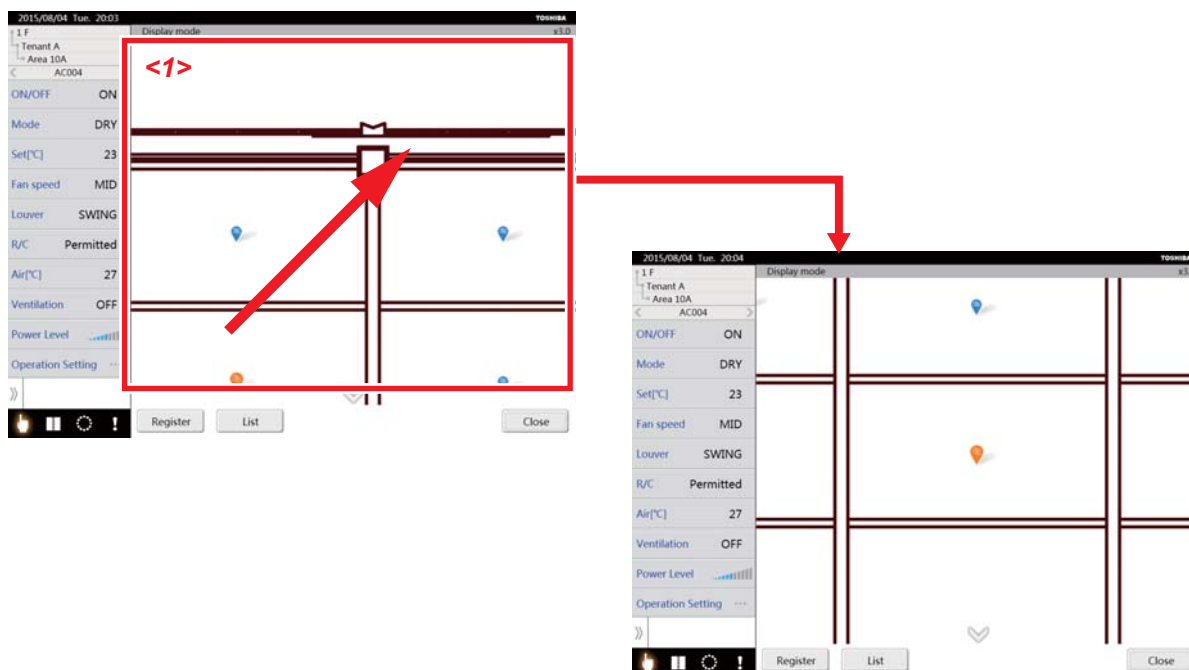 2015/08/04 Tue. 20:03 TOSHIBA
1 F Display mode x3.0
Tenant A
Area 10A
< AC004
<1>
ON/OFF ON
Mode DRY
Set[°C] 23
Fan speed MID
Louver SWING
R/C Permitted
Air[°C] 27
Ventilation OFF
Power Level
Operation Setting ...
Register List Close
2015/08/04 Tue. 20:04 TOSHIBA
1 F Display mode x3
Tenant A
Area 10A
< AC004 >
ON/OFF ON
Mode DRY
Set[°C] 23
Fan speed MID
Louver SWING
R/C Permitted
Air[°C] 27
Ventilation OFF
Power Level
Operation Setting ...
Register List Close